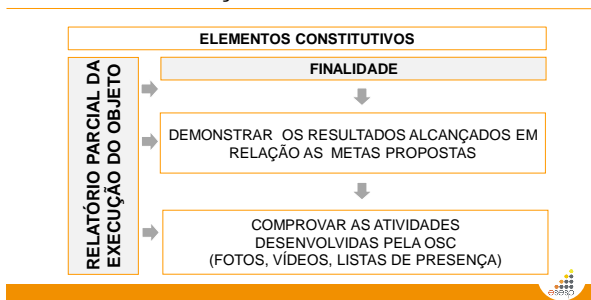 ELEMENTOS CONSTITUTIVOS
RELATÓRIO PARCIAL DA
EXECUÇÃO DO OBJETO
FINALIDADE
DEMONSTRAR OS RESULTADOS ALCANÇADOS EM
RELAÇÃO AS METAS PROPOSTAS
COMPROVAR AS ATIVIDADES
DESENVOLVIDAS PELA OSC
(FOTOS, VÍDEOS, LISTAS DE PRESENÇA)
esesp